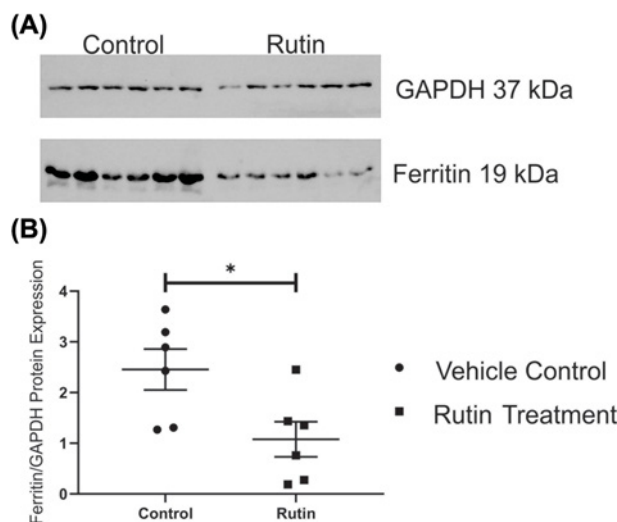 (A)
Control Rutin
GAPDH 37 kDa
Ferritin 19 kDa
(B)
*
Ferritin/GAPDH Protein Expression
4
3
2
1
0
Control Rutin
Vehicle Control
Rutin Treatment